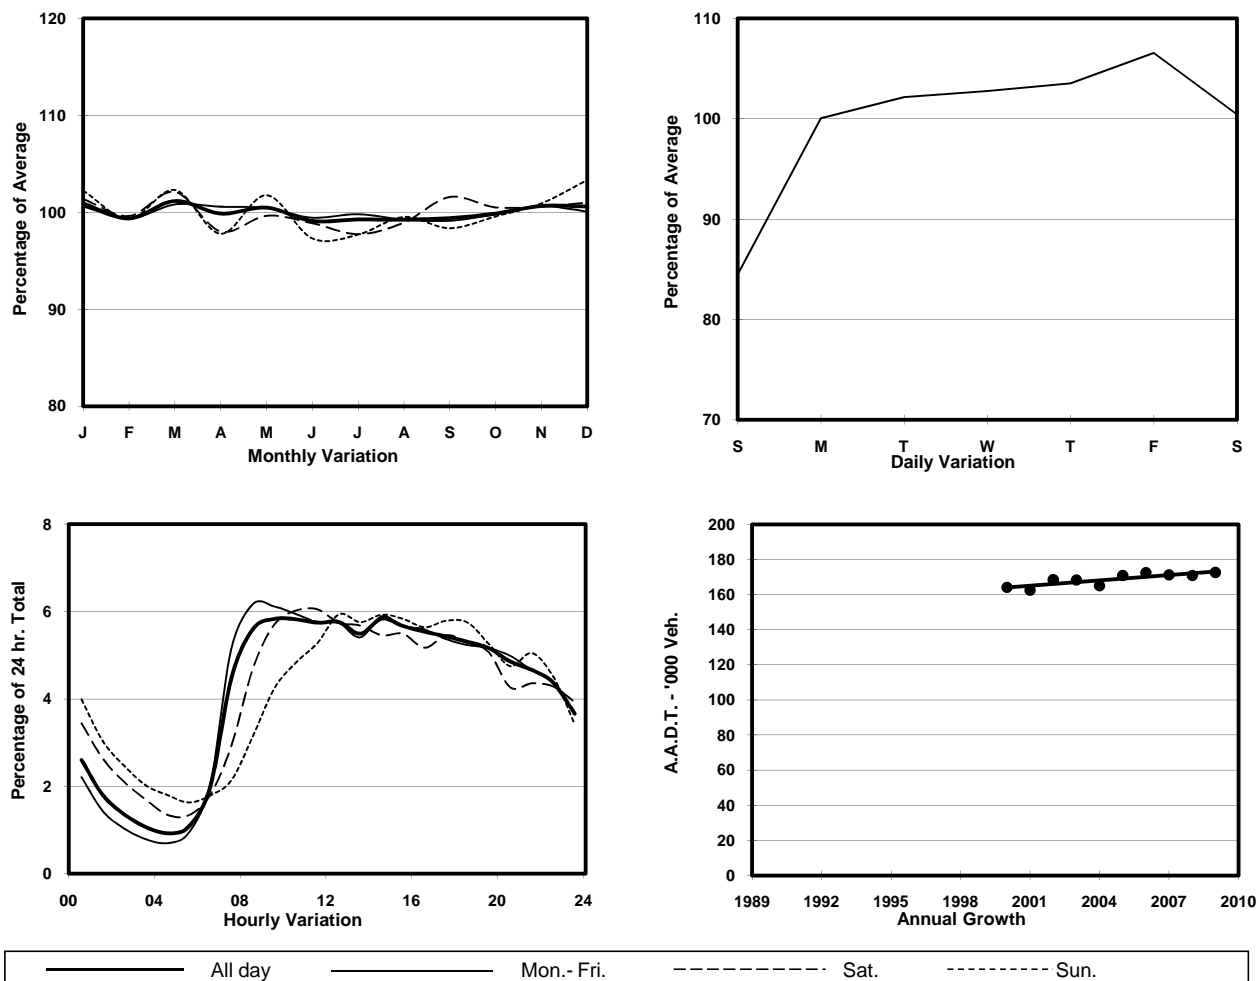 120
110
100
90
80
Percentage of Average
J F M A M J J A S O N D
Monthly Variation
110
100
90
80
70
Percentage of Average
S M T W T F S
Daily Variation
8
6
4
2
0
Percentage of 24 hr. Total
00 04 08 12 16 20 24
Hourly Variation
200
180
160
140
120
100
80
60
40
20
0
A.A.D.T. - '000 Veh.
1989 1992 1995 1998 2001 2004 2007 2010
Annual Growth
All day Mon.- Fri. Sat. Sun.